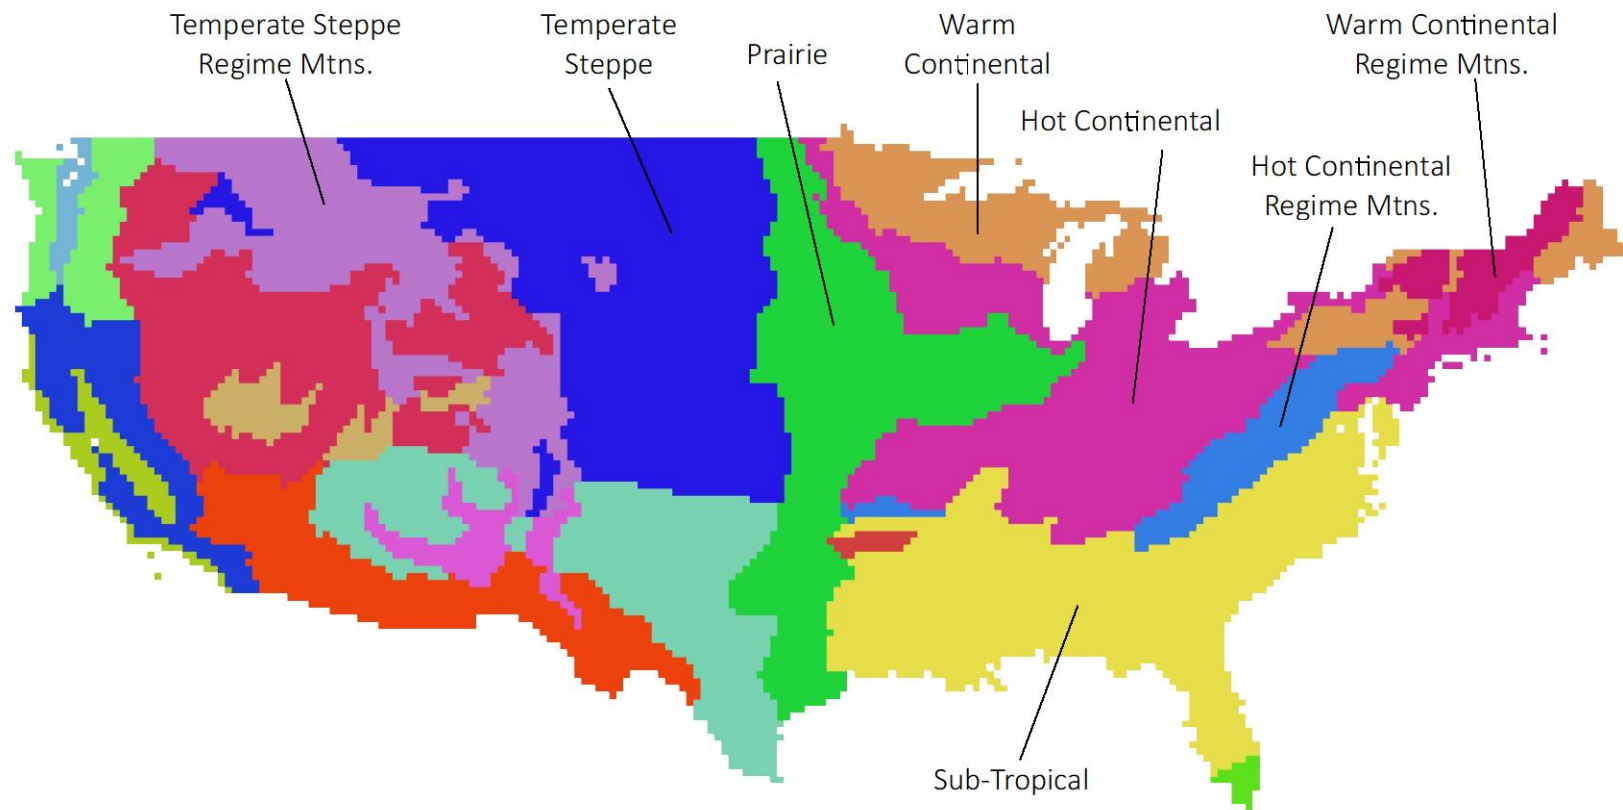 Temperate Steppe
Regime Mtns.
Temperate
Steppe
Prairie
Warm
Continental
Warm Continental
Regime Mtns.
Hot Continental
Hot Continental
Regime Mtns.
Sub-Tropical